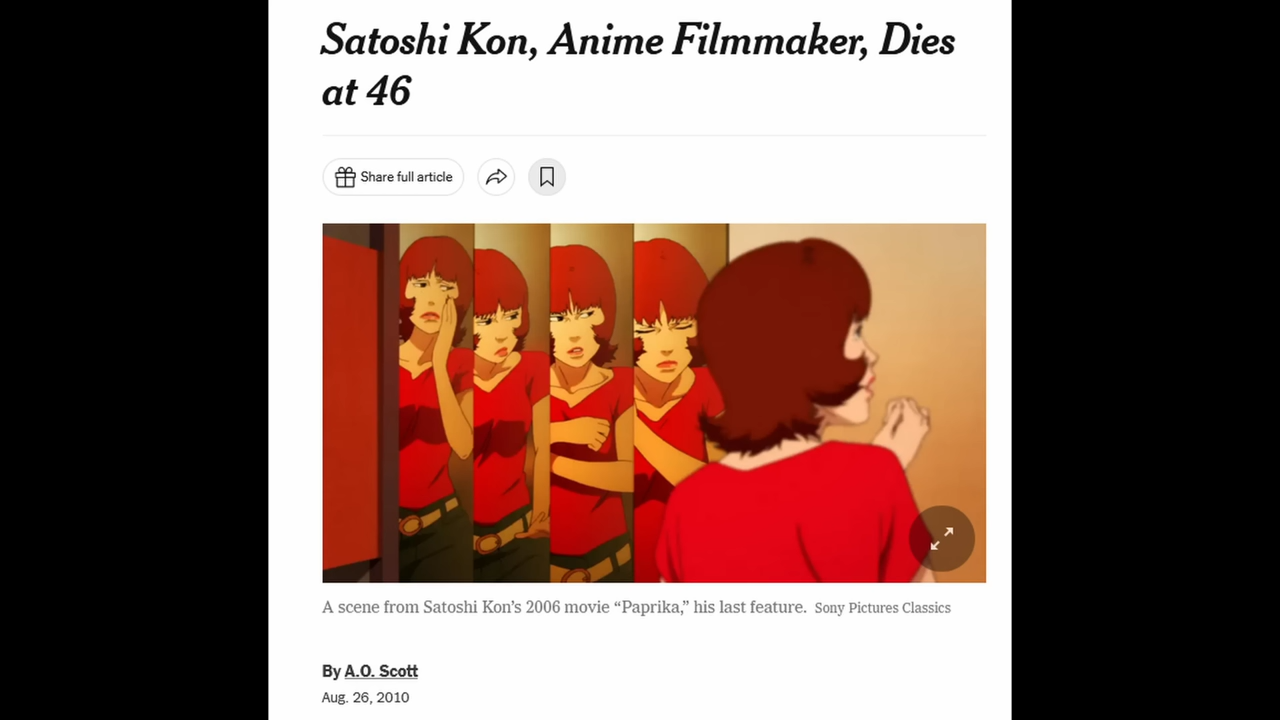 Satoshi Kon, Anime Filmmaker, Dies
at 46
Share full article
A scene from Satoshi Kon’s 2006 movie “Paprika,” his last feature. Sony Pictures Classics
By A.O. Scott
Aug. 26, 2010